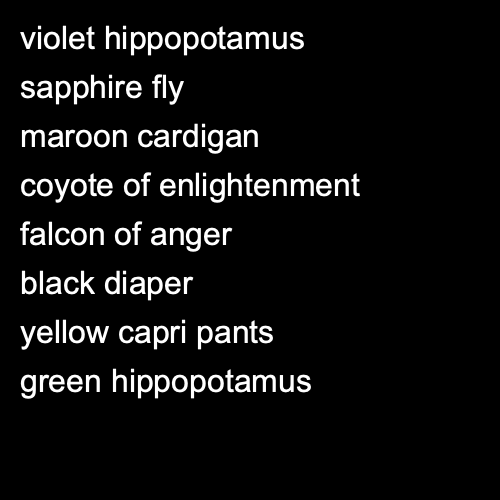 violet hippopotamus
sapphire fly
maroon cardigan
coyote of enlightenment
falcon of anger
black diaper
yellow capri pants
green hippopotamus